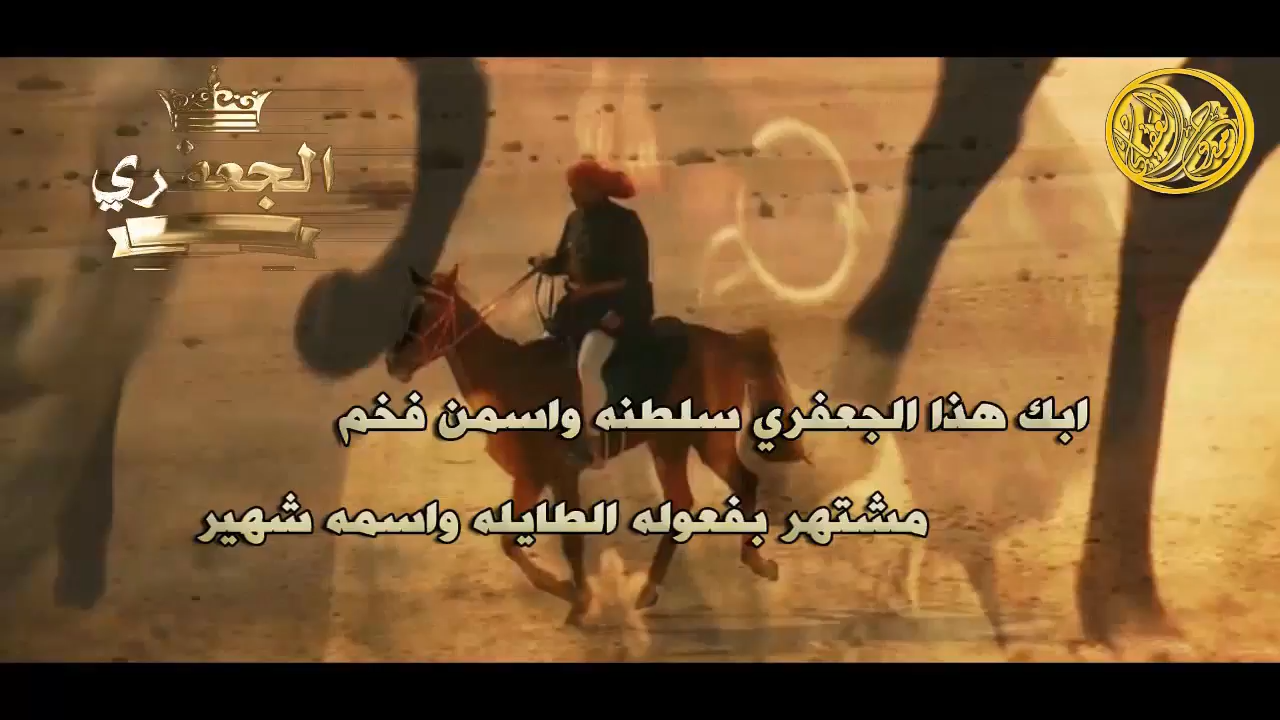 الجعفري
ابك هذا الجعفري سلطنه واسمن فخم
مشتهر بفعوله الطايله واسمه شهير